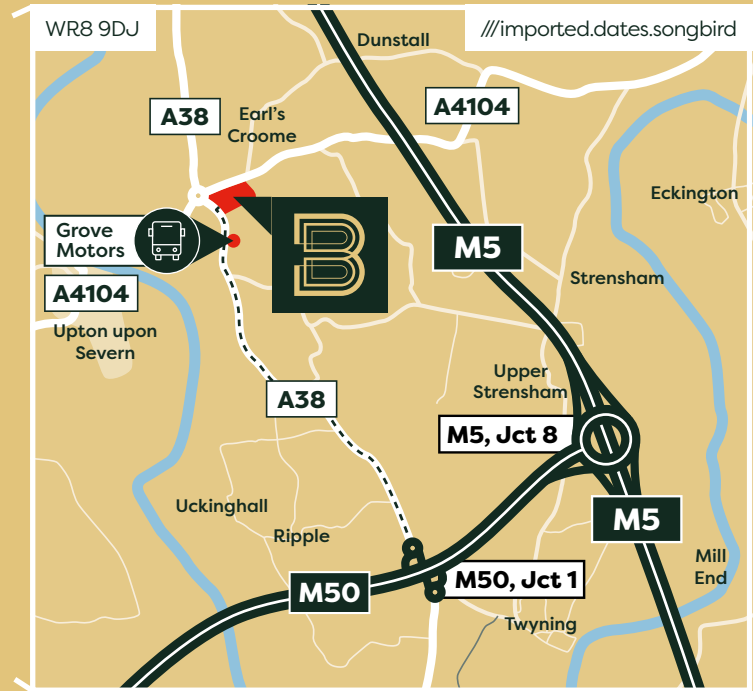 WR8 9DJ
///imported.dates.songbird
Dunstall
A38
Earl's
Croome
A4104
Eckington
Grove
Motors
B
M5
A4104
Strensham
Upton upon
Severn
Upper
Strensham
A38
M5, Jct 8
Uckinghall
M5
Ripple
Mill
End
M50, Jct 1
M50
Twyning